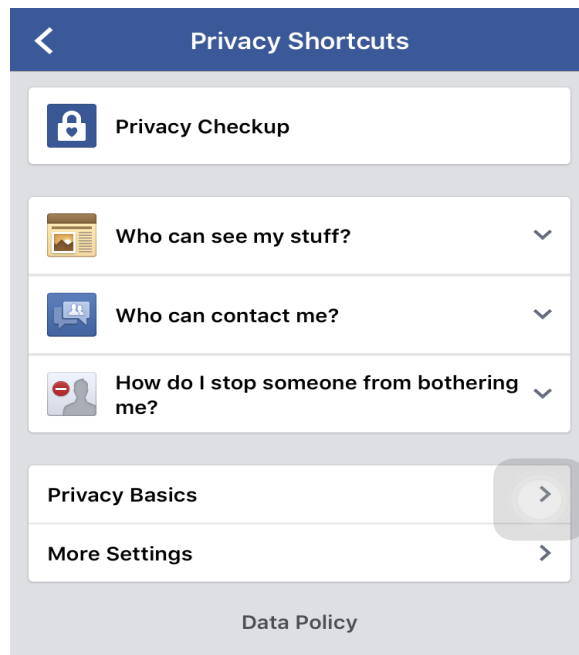 Privacy Shortcuts
Privacy Checkup
Who can see my stuff?
Who can contact me?
How do I stop someone from bothering
me?
Privacy Basics
More Settings
Data Policy